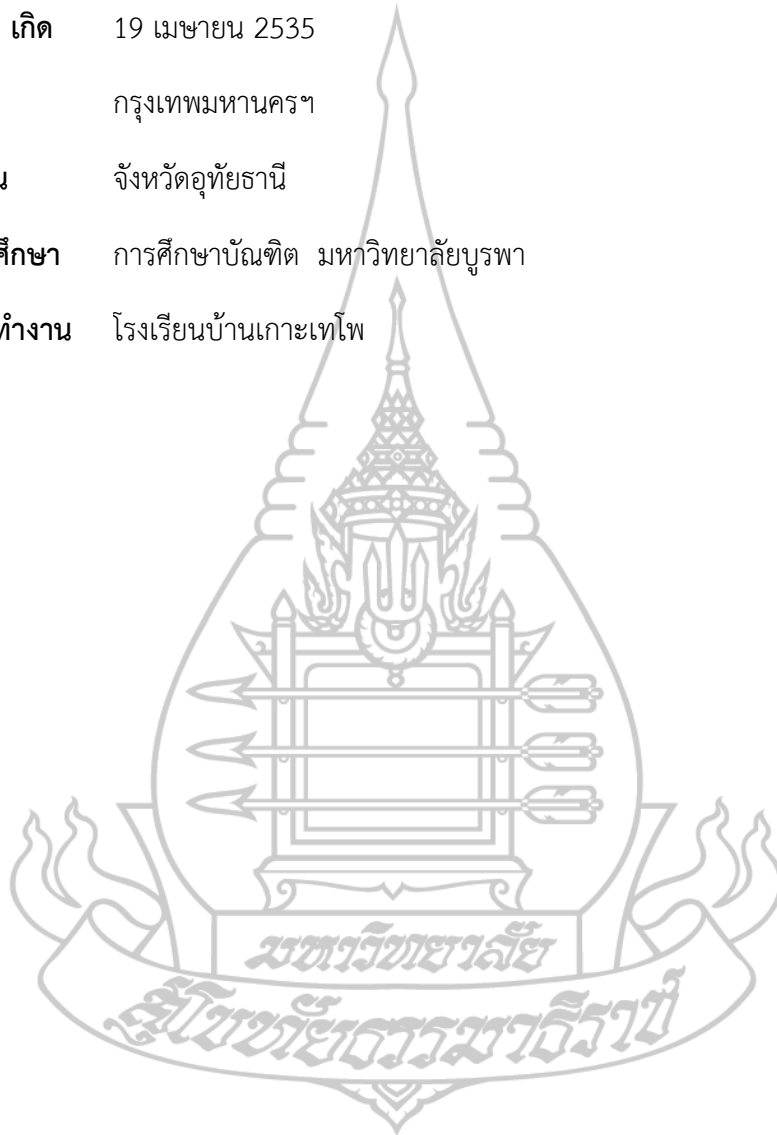 เกิด 19 เมษายน 2535
กรุงเทพมหานครฯ
น จังหวัดอุทัยธานี
ศึกษา การศึกษาบัณฑิต มหาวิทยาลัยบูรพา
ทำงาน โรงเรียนบ้านเกาะเทโพ
มหาวิทยาลัย
สุโขทัยธรรมาธิราช